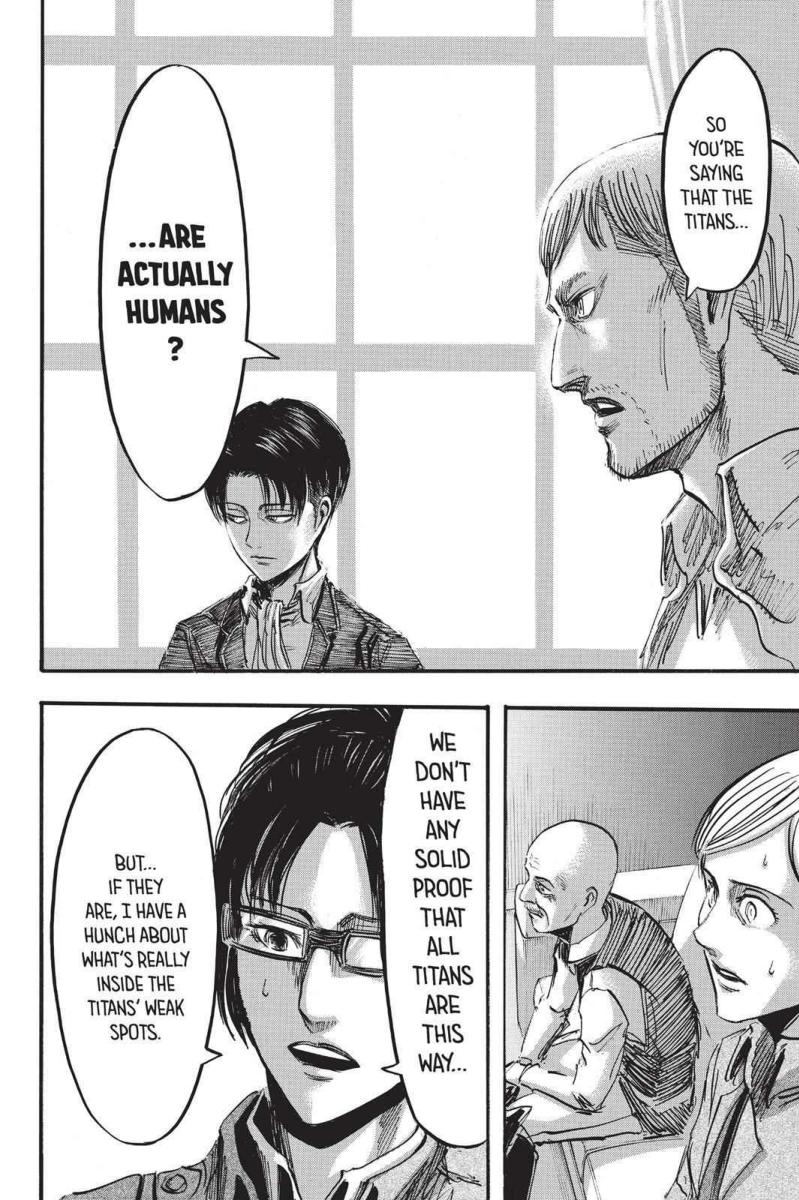 SO
YOU'RE
SAYING
THAT THE
TITANS...
...ARE
ACTUALLY
HUMANS
?
WE
DON'T
HAVE
ANY
SOLID
PROOF
THAT
ALL
TITANS
ARE
THIS
WAY...
BUT...
IF THEY
ARE, I HAVE A
HUNCH ABOUT
WHAT'S REALLY
INSIDE THE
TITANS' WEAK
SPOTS.